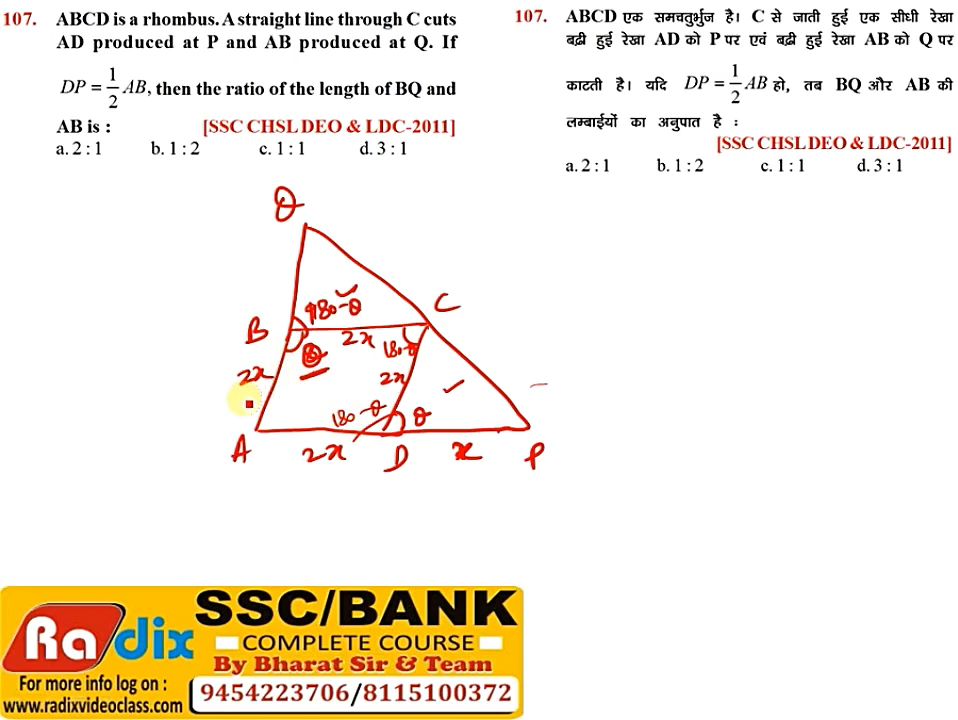 107. ABCD is a rhombus. A straight line through C cuts
AD produced at P and AB produced at Q. If
DP = 1/2 AB, then the ratio of the length of BQ and
AB is : [SSC CHSL DEO & LDC-2011]
a. 2 : 1 b. 1 : 2 c. 1 : 1 d. 3 : 1
107. ABCD एक समचतुर्भुज है। C से जाती हुई एक सीधी रेखा
बढ़ी हुई रेखा AD को P पर एवं बढ़ी हुई रेखा AB को Q पर
काटती है। यदि DP = 1/2 AB हो, तब BQ और AB की
लम्बाईयों का अनुपात है :
[SSC CHSL DEO & LDC-2011]
a. 2 : 1 b. 1 : 2 c. 1 : 1 d. 3 : 1
Q
180-θ
C
B
2x
θ
180-θ
2x
2x
180-θ
θ
A
2x
D
x
P
Radix
SSC/BANK
COMPLETE COURSE
By Bharat Sir & Team
For more info log on :
www.radixvideoclass.com
9454223706/8115100372